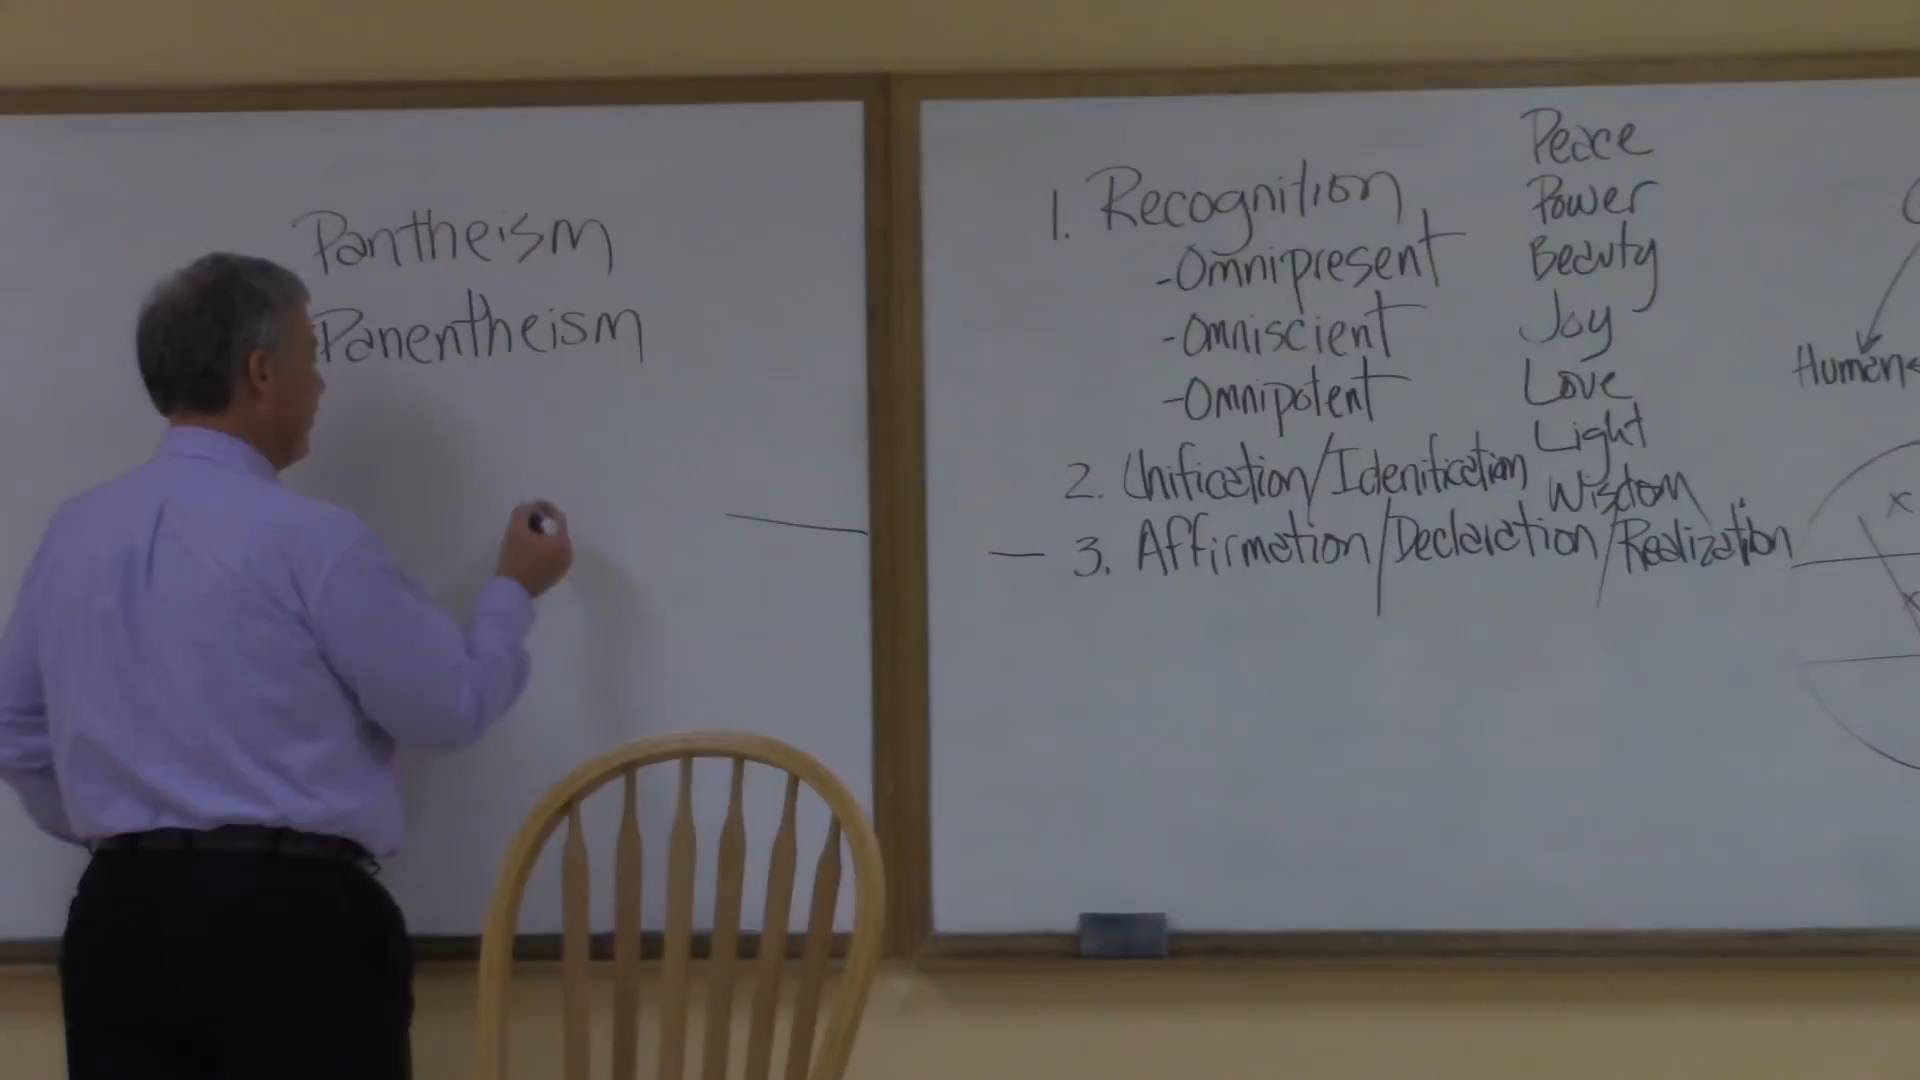 Pantheism
Panentheism
1. Recognition
-Omnipresent
-Omniscient
-Omnipotent
2. Unification/Idenification
3. Affirmation/Declaration/Realization
Peace
Power
Beauty
Joy
Love
Light
Wisdom
Human
x
x